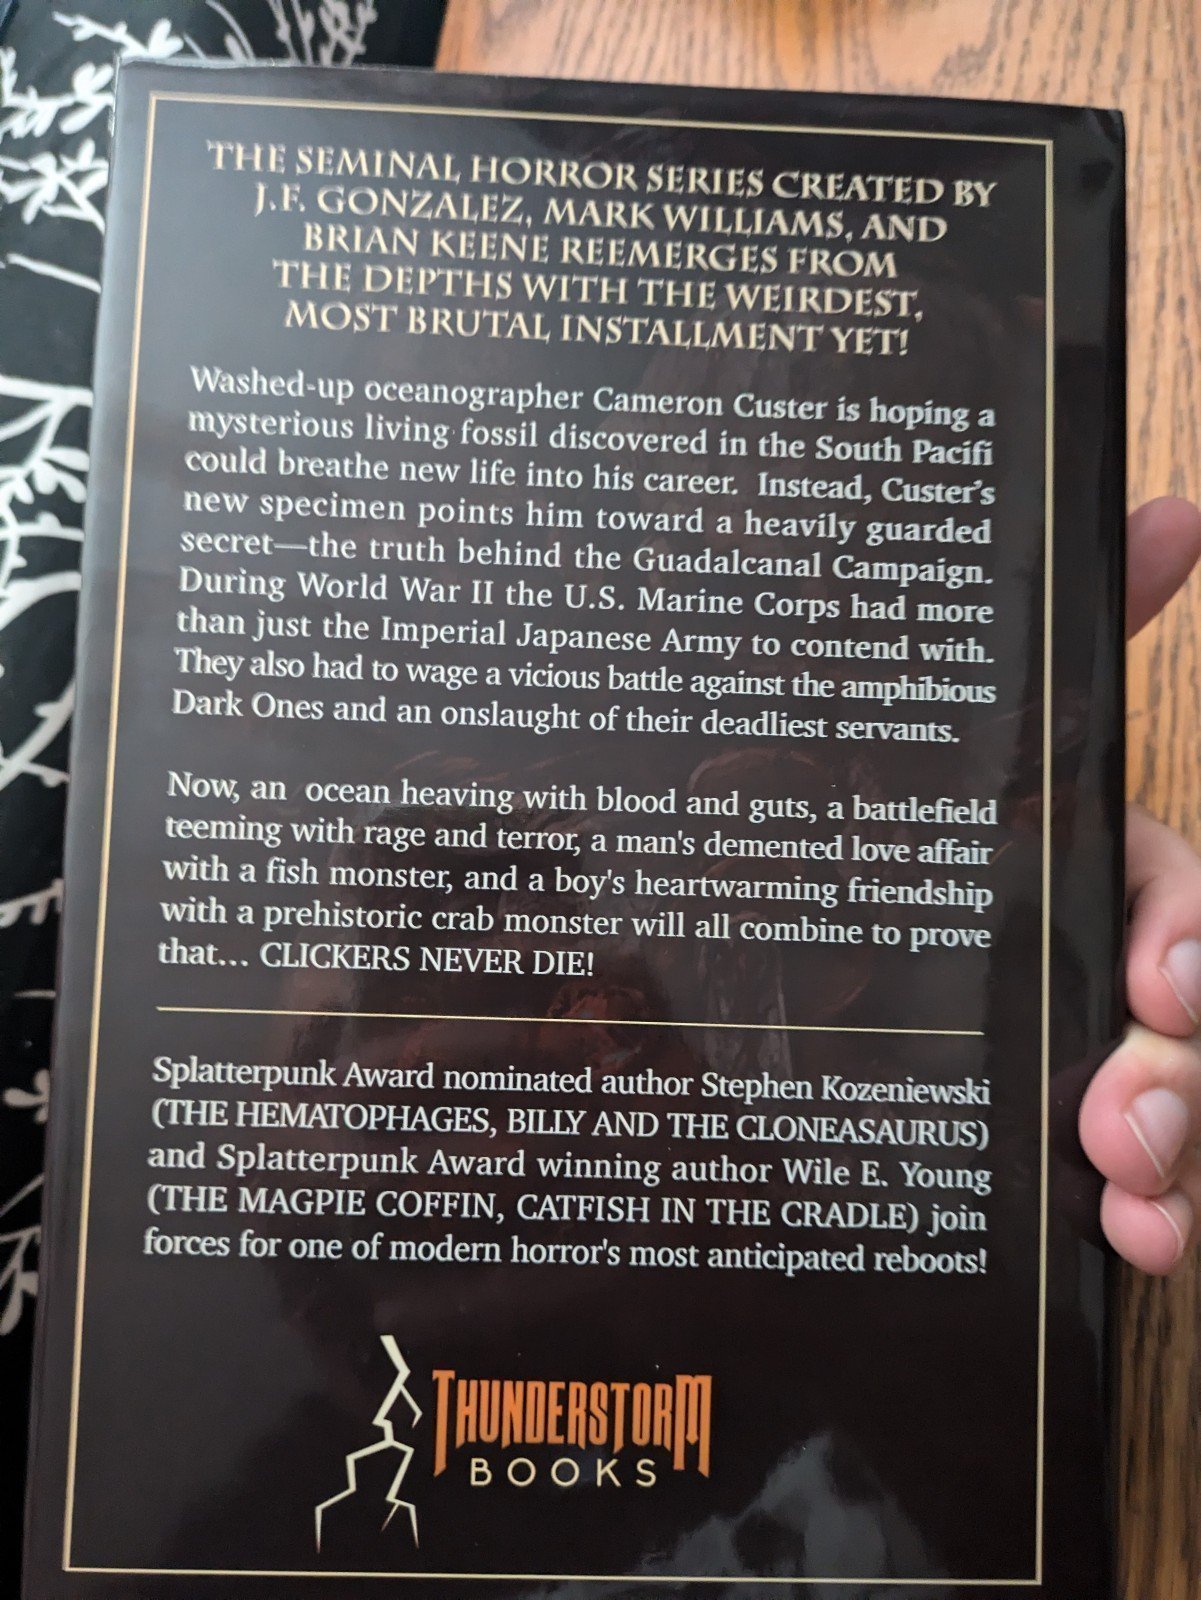 THE SEMINAL HORROR SERIES CREATED BY
J.F. GONZALEZ, MARK WILLIAMS, AND
BRIAN KEENE REEMERGES FROM
THE DEPTHS WITH THE WEIRDEST,
MOST BRUTAL INSTALLMENT YET!
Washed-up oceanographer Cameron Custer is hoping a
mysterious living fossil discovered in the South Pacifi
could breathe new life into his career. Instead, Custer's
new specimen points him toward a heavily guarded
secret—the truth behind the Guadalcanal Campaign.
During World War II the U.S. Marine Corps had more
than just the Imperial Japanese Army to contend with.
They also had to wage a vicious battle against the amphibious
Dark Ones and an onslaught of their deadliest servants.
Now, an ocean heaving with blood and guts, a battlefield
teeming with rage and terror, a man's demented love affair
with a fish monster, and a boy's heartwarming friendship
with a prehistoric crab monster will all combine to prove
that... CLICKERS NEVER DIE!
Splatterpunk Award nominated author Stephen Kozeniewski
(THE HEMATOPHAGES, BILLY AND THE CLONEASAURUS)
and Splatterpunk Award winning author Wile E. Young
(THE MAGPIE COFFIN, CATFISH IN THE CRADLE) join
forces for one of modern horror's most anticipated reboots!
THUNDERSTORM
BOOKS